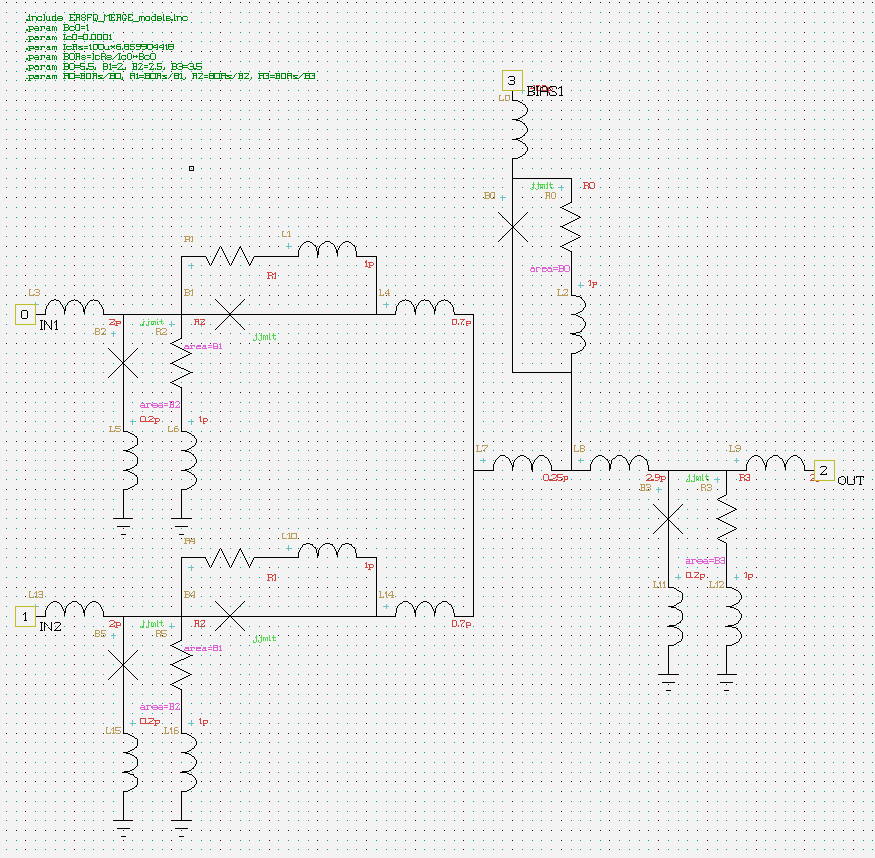 .include ERSFQ_MERGE_models.inc
.param Bc0=1
.param Ic0=0.0001
.param IcRs=100u*6.859904418
.param B0Rs=IcRs/Ic0*Bc0
.param B0=5.5, B1=2, B2=2.5, B3=3.5
.param R0=B0Rs/B0, R1=B0Rs/B1, R2=B0Rs/B2, R3=B0Rs/B3
3
BIAS1
L0
jjmit R0
B0 R0
area=B0
1p
L2
R1 L1
1p
R1
L3 B1 L4
0 2p jjmit R2 0.7p
IN1
B2 R2 jjmit
area=B1
area=B2
0.2p 1p
L5 L6
L7 L8 L9
0.25p 2.9p jjmit R3
2
OUT
B3 R3
area=B3
0.2p 1p
L11 L12
R4 L10
1p
R1
L13 B4 L14
1 2p jjmit R2 0.7p
IN2
B5 R5 jjmit
area=B1
area=B2
0.2p 1p
L15 L16